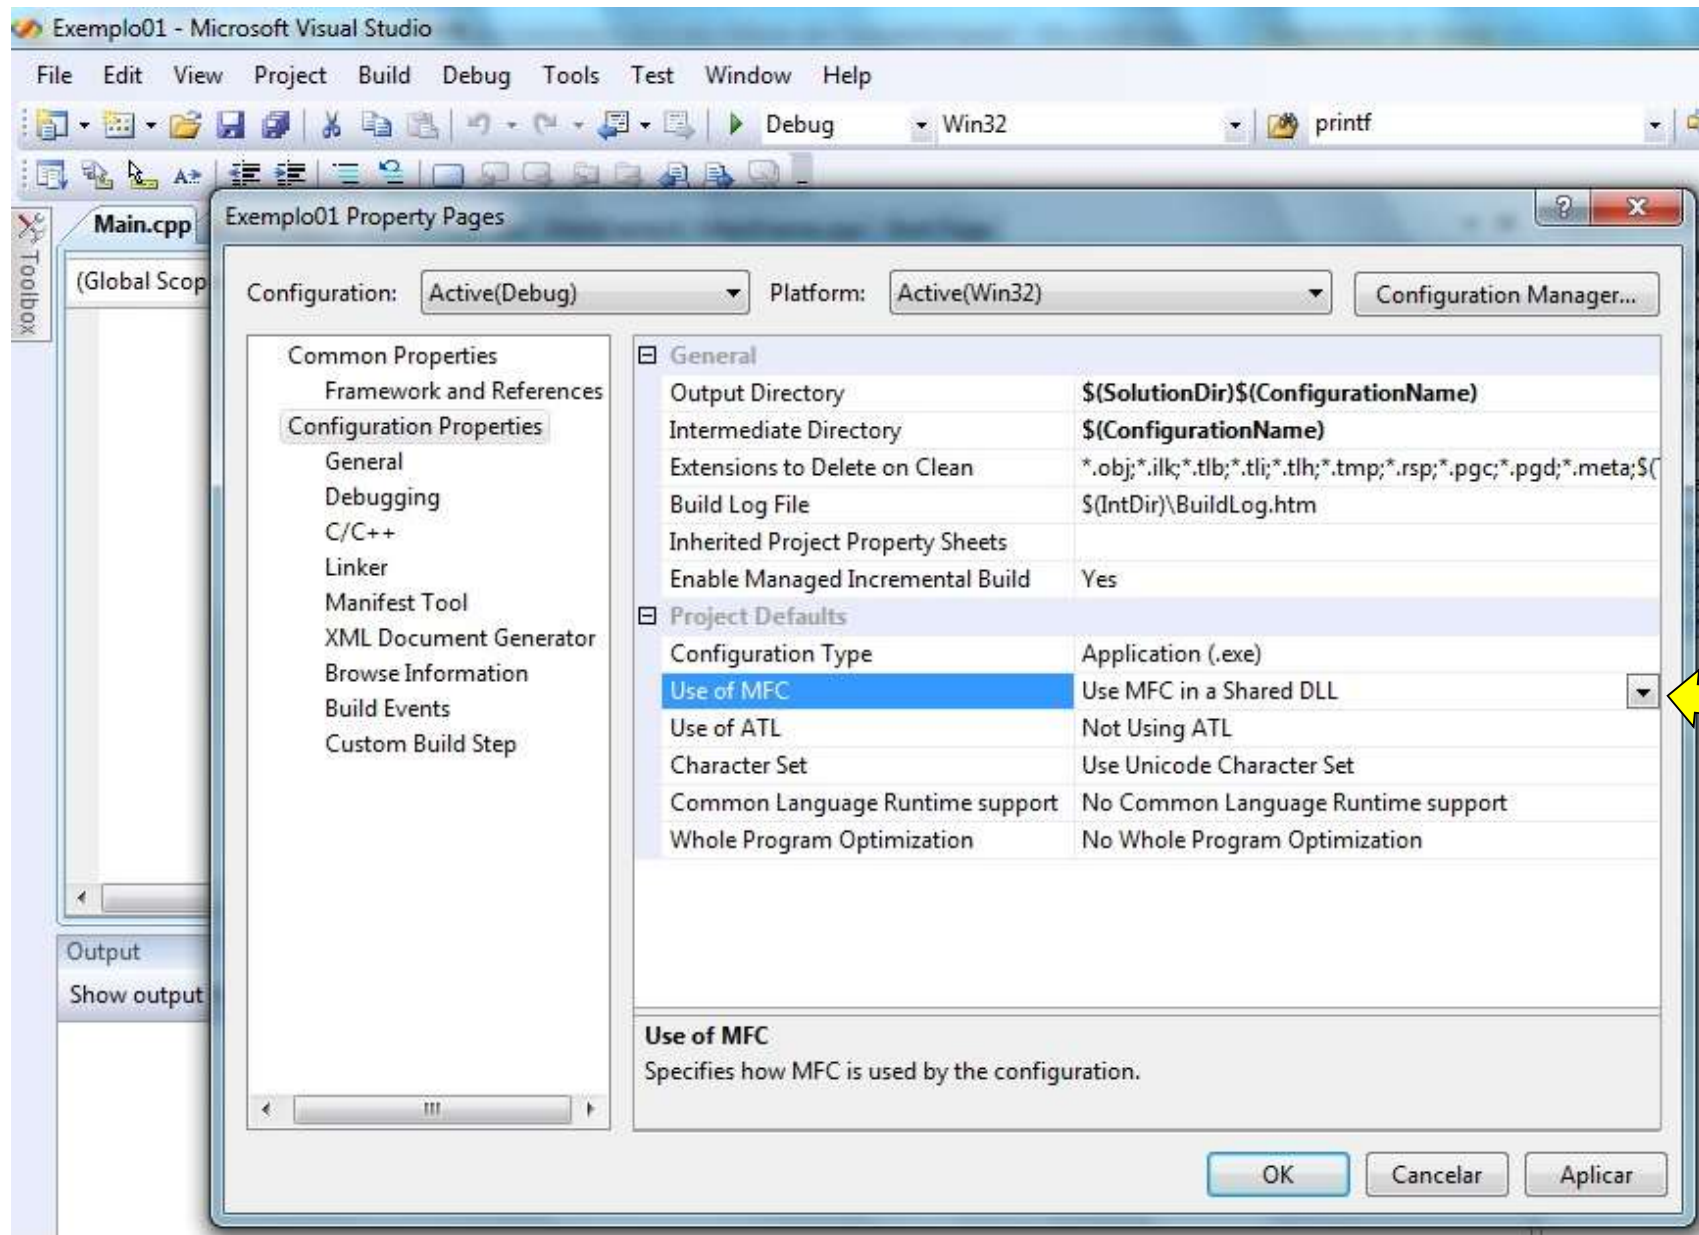 Exemplo01 - Microsoft Visual Studio
File Edit View Project Build Debug Tools Test Window Help
Debug Win32 printf
Toolbox
Main.cpp
(Global Scop
Exemplo01 Property Pages
Configuration: Active(Debug) Platform: Active(Win32) Configuration Manager...
Common Properties
Framework and References
Configuration Properties
General
Debugging
C/C++
Linker
Manifest Tool
XML Document Generator
Browse Information
Build Events
Custom Build Step
General
Output Directory $(SolutionDir)$(ConfigurationName)
Intermediate Directory $(ConfigurationName)
Extensions to Delete on Clean *.obj;*.ilk;*.tlb;*.tli;*.tlh;*.tmp;*.rsp;*.pgc;*.pgd;*.meta;$(
Build Log File $(IntDir)\BuildLog.htm
Inherited Project Property Sheets
Enable Managed Incremental Build Yes
Project Defaults
Configuration Type Application (.exe)
Use of MFC Use MFC in a Shared DLL
Use of ATL Not Using ATL
Character Set Use Unicode Character Set
Common Language Runtime support No Common Language Runtime support
Whole Program Optimization No Whole Program Optimization
Use of MFC
Specifies how MFC is used by the configuration.
Output
Show output
OK Cancelar Aplicar